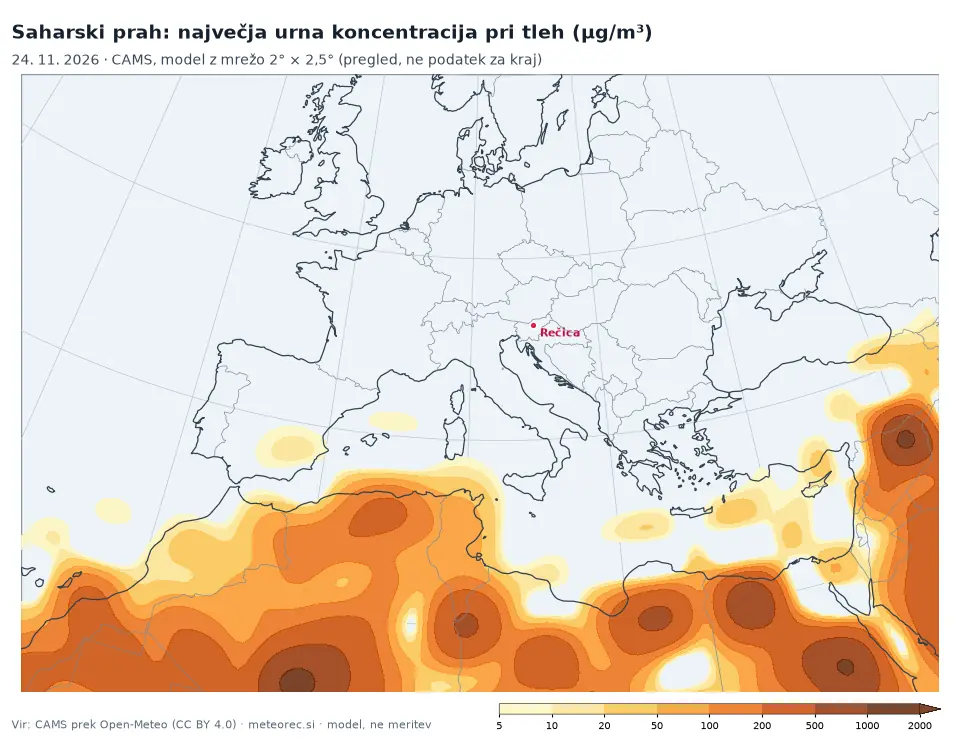 Saharski prah: največja urna koncentracija pri tleh (µg/m³)
24. 11. 2026 · CAMS, model z mrežo 2° × 2,5° (pregled, ne podatek za kraj)
Rečica
Vir: CAMS prek Open-Meteo (CC BY 4.0) · meteorec.si · model, ne meritev
5 10 20 50 100 200 500 1000 2000